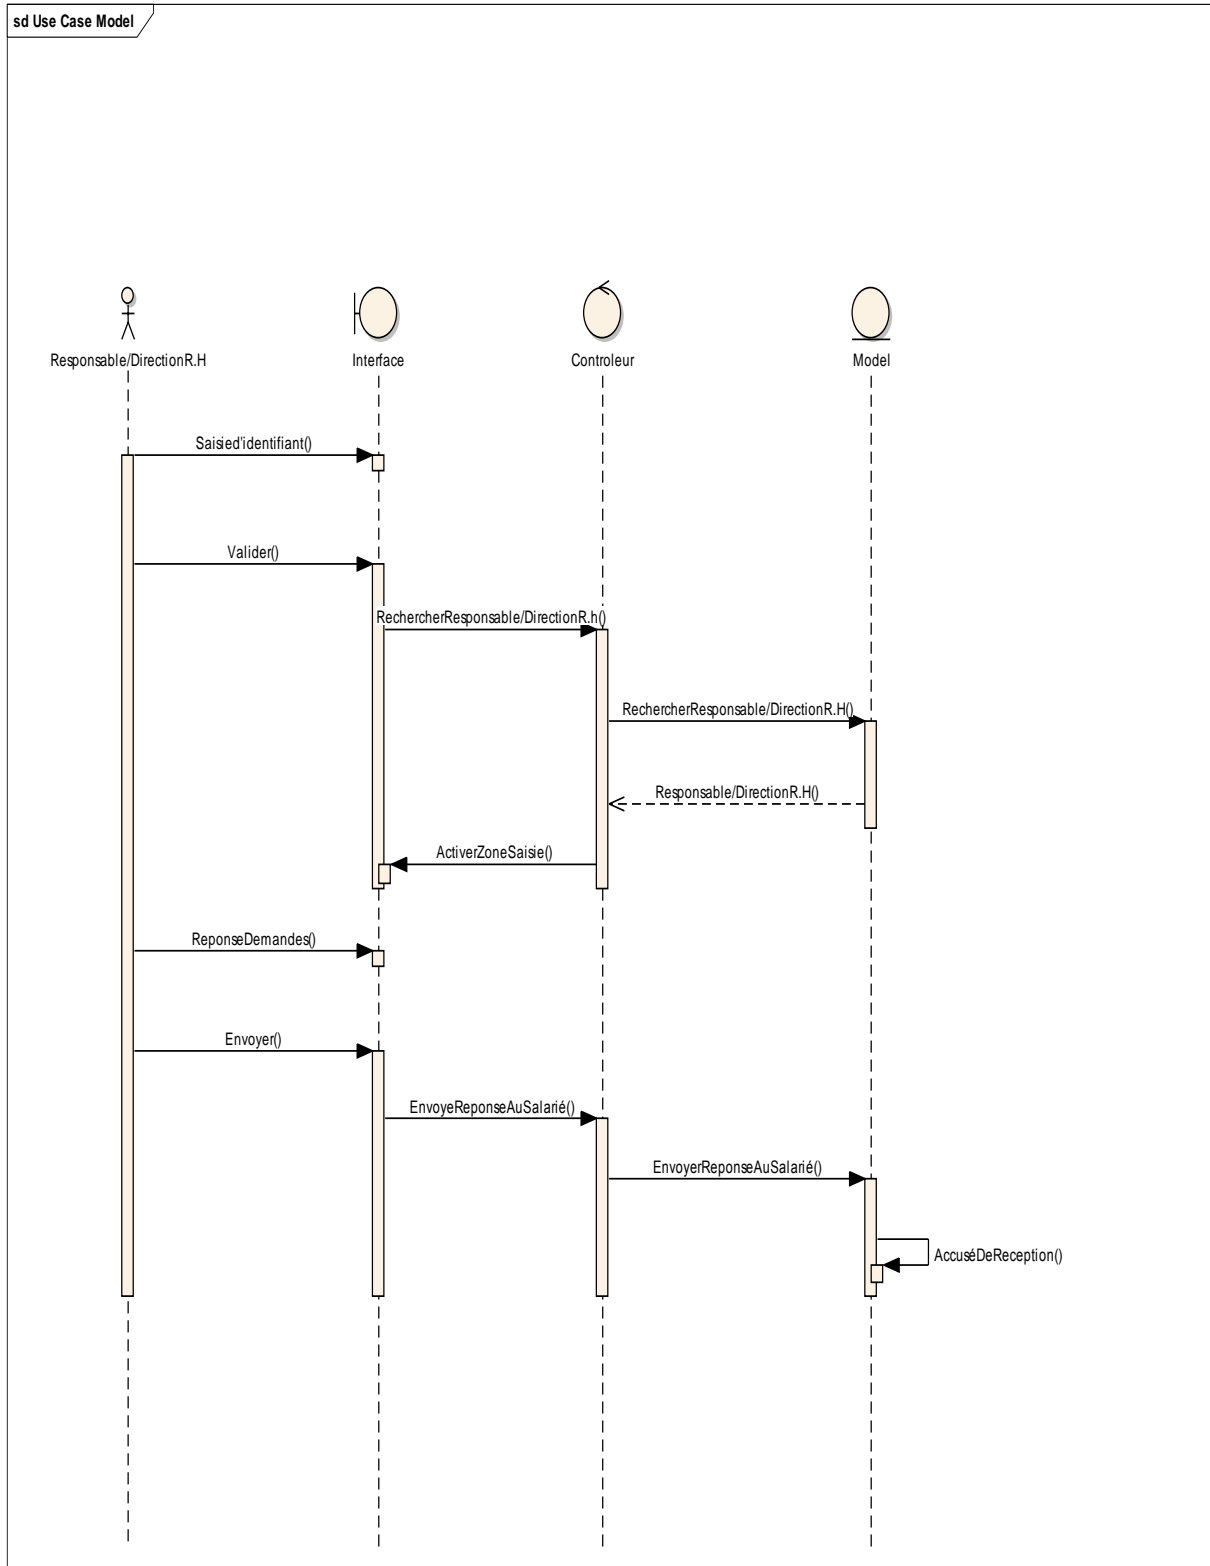 sd Use Case Model
Responsable/DirectionR.H
Interface
Controleur
Model
Saisied'identifiant()
Valider()
RechercherResponsable/DirectionR.h()
RechercherResponsable/DirectionR.H()
Responsable/DirectionR.H()
ActiverZoneSaisie()
ReponseDemandes()
Envoyer()
EnvoyeReponseAuSalarié()
EnvoyerReponseAuSalarié()
AccuséDeReception()